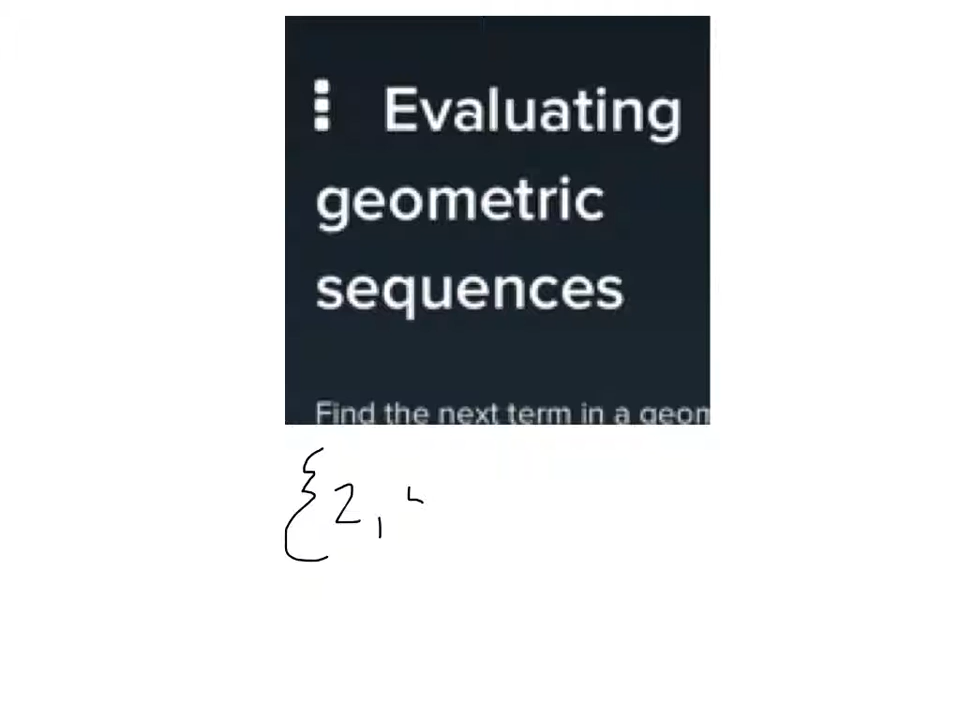 ⋮ Evaluating
geometric
sequences
Find the next term in a geom
{2,